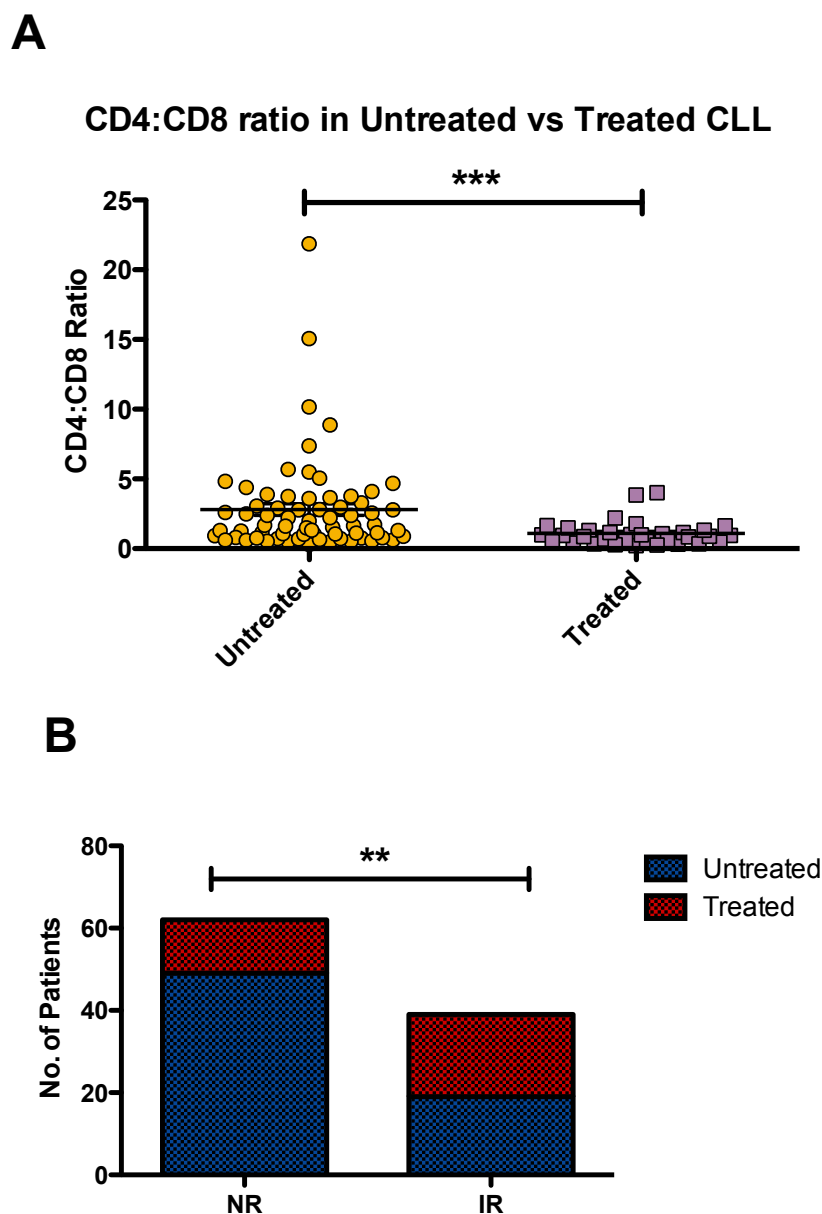 A
CD4:CD8 ratio in Untreated vs Treated CLL
***
25
20
15
10
5
0
CD4:CD8 Ratio
Untreated
Treated
B
**
80
60
40
20
0
No. of Patients
NR
IR
Untreated
Treated